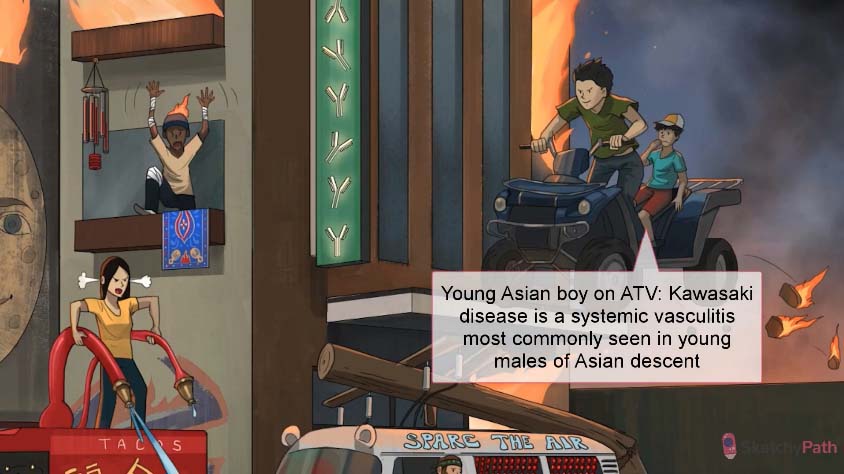 Young Asian boy on ATV: Kawasaki
disease is a systemic vasculitis
most commonly seen in young
males of Asian descent
TACOS
SPARC THE AIR
SketchyPath